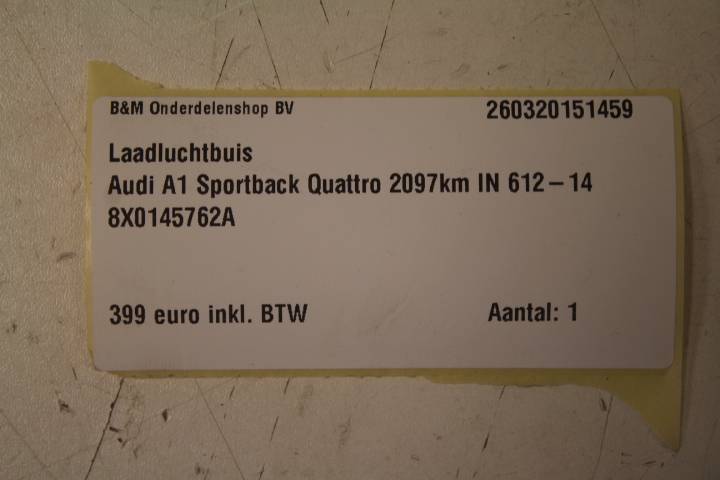 B&M Onderdelenshop BV 260320151459
Laadluchtbuis
Audi A1 Sportback Quattro 2097km IN 612-14
8X0145762A
399 euro inkl. BTW Aantal: 1